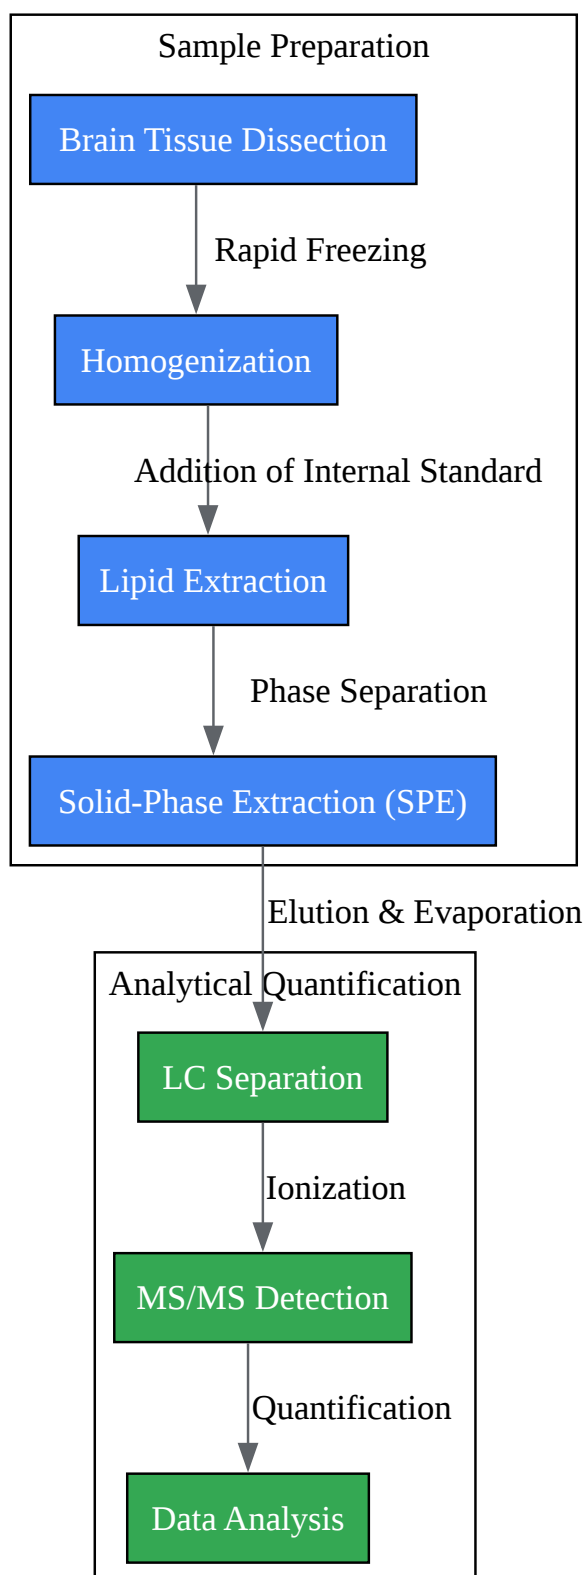 Sample Preparation
Brain Tissue Dissection
Rapid Freezing
Homogenization
Addition of Internal Standard
Lipid Extraction
Phase Separation
Solid-Phase Extraction (SPE)
Elution & Evaporation
Analytical Quantification
LC Separation
Ionization
MS/MS Detection
Quantification
Data Analysis